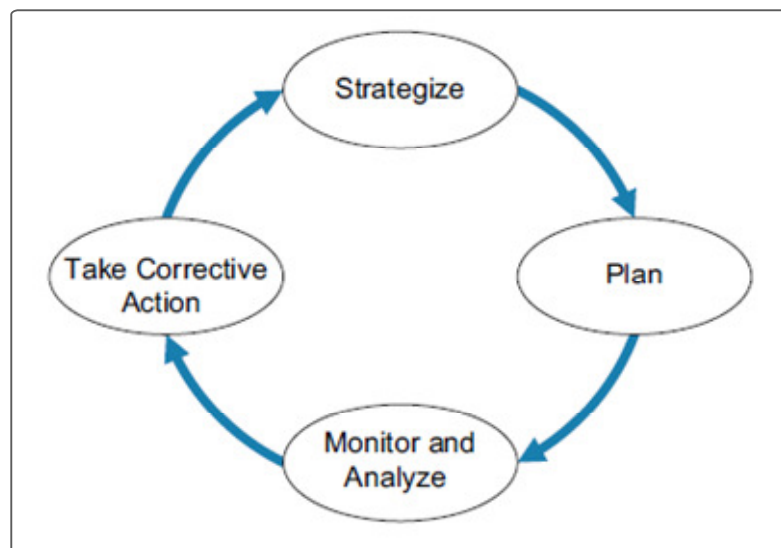 Strategize
Plan
Monitor and
Analyze
Take Corrective
Action